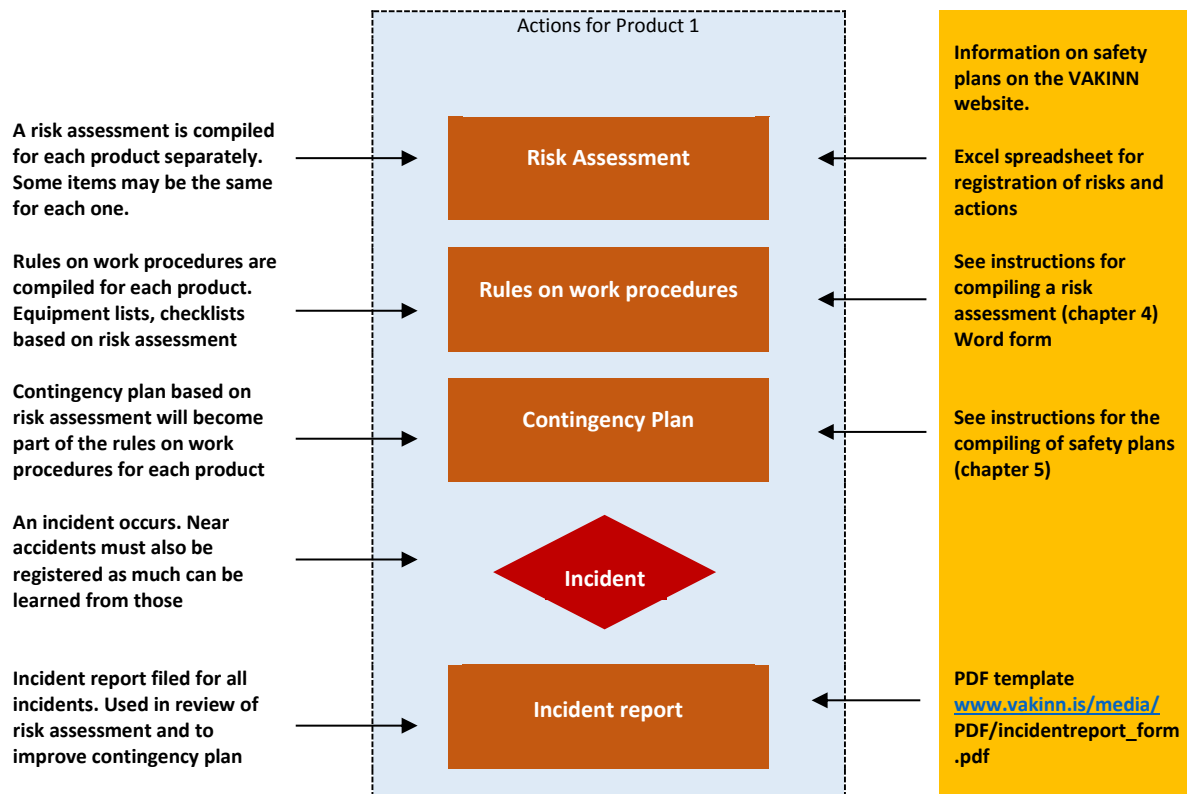 Actions for Product 1
A risk assessment is compiled
for each product separately.
Some items may be the same
for each one.
Rules on work procedures are
compiled for each product.
Equipment lists, checklists
based on risk assessment
Contingency plan based on
risk assessment will become
part of the rules on work
procedures for each product
An incident occurs. Near
accidents must also be
registered as much can be
learned from those
Incident report filed for all
incidents. Used in review of
risk assessment and to
improve contingency plan
Risk Assessment
Rules on work procedures
Contingency Plan
Incident
Incident report
Information on safety
plans on the VAKINN
website.
Excel spreadsheet for
registration of risks and
actions
See instructions for
compiling a risk
assessment (chapter 4)
Word form
See instructions for the
compiling of safety plans
(chapter 5)
PDF template
www.vakinn.is/media/
PDF/incidentreport_form
.pdf